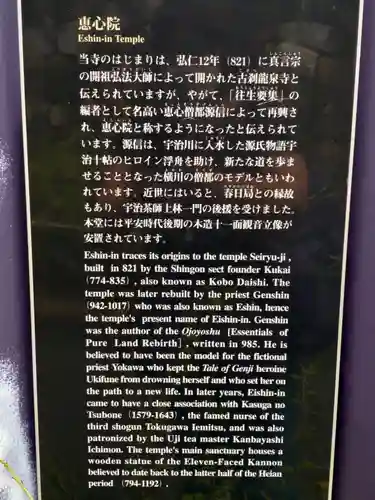 恵心院
Eshin-in Temple
当寺のはじまりは、弘仁12年(821)に真言宗
の開祖弘法大師によって開かれた古刹龍泉寺と
伝えられていますが、やがて、「往生要集」の
編者として名高い恵心僧都源信によって再興さ
れ、恵心院と称するようになったと伝えられて
います。源信は、宇治川に入水した源氏物語宇
治十帖のヒロイン浮舟を助け、新たな道を歩ま
せることとなった横川の僧都のモデルともいわ
れています。近世にはいると、春日局との縁故
もあり、宇治茶師上林一門の後援を受けました。
本堂には平安時代後期の木造十一面観音立像が
安置されています。
Eshin-in traces its origins to the temple Seiryu-ji ,
built in 821 by the Shingon sect founder Kukai
(774-835) , also known as Kobo Daishi. The
temple was later rebuilt by the priest Genshin
(942-1017) who was also known as Eshin, hence
the temple's present name of Eishin-in. Genshin
was the author of the Ojoyoshu [Essentials of
Pure Land Rebirth] , written in 985. He is
believed to have been the model for the fictional
priest Yokawa who kept the Tale of Genji heroine
Ukifune from drowning herself and who set her on
the path to a new life. In later years, Eishin-in
came to have a close association with Kasuga no
Tsubone (1579-1643) , the famed nurse of the
third shogun Tokugawa Iemitsu, and was also
patronized by the Uji tea master Kanbayashi
Ichimon. The temple's main sanctuary houses a
wooden statue of the Eleven-Faced Kannon
believed to date back to the latter half of the Heian
period (794-1192) .